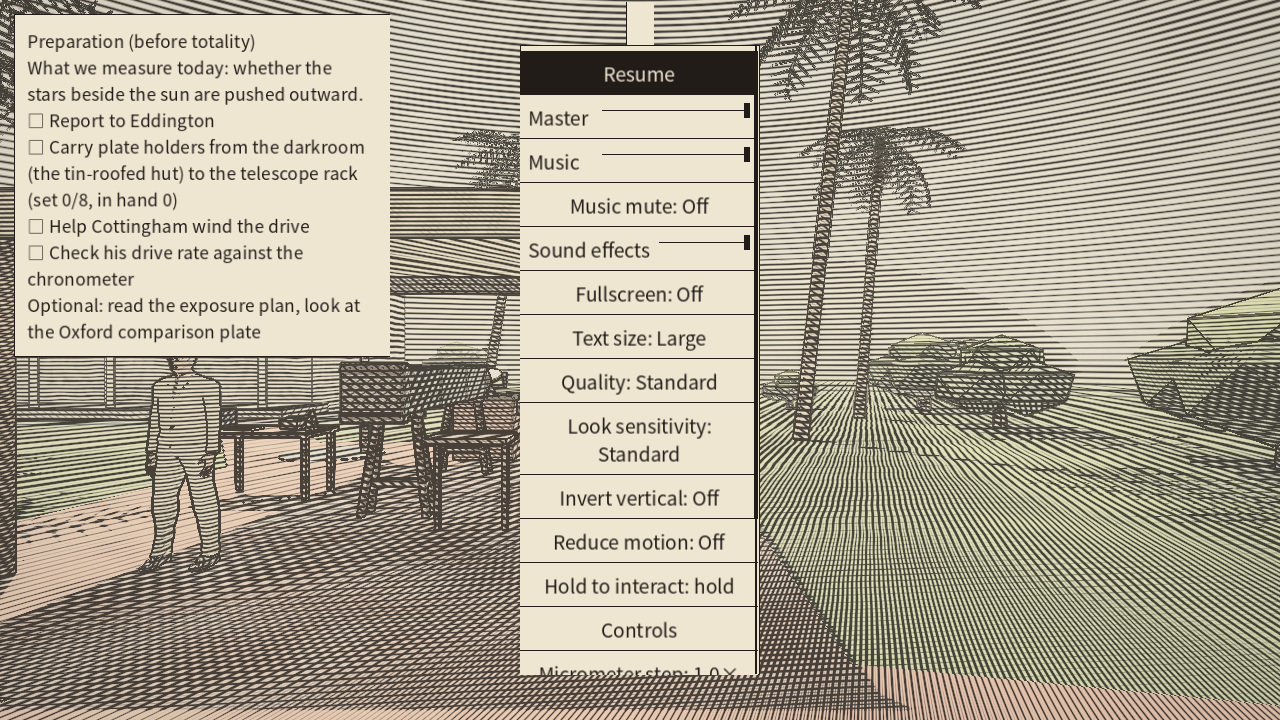 Preparation (before totality)
What we measure today: whether the
stars beside the sun are pushed outward.
☐ Report to Eddington
☐ Carry plate holders from the darkroom
(the tin-roofed hut) to the telescope rack
(set 0/8, in hand 0)
☐ Help Cottingham wind the drive
☐ Check his drive rate against the
chronometer
Optional: read the exposure plan, look at
the Oxford comparison plate
Resume
Master
Music
Music mute: Off
Sound effects
Fullscreen: Off
Text size: Large
Quality: Standard
Look sensitivity:
Standard
Invert vertical: Off
Reduce motion: Off
Hold to interact: hold
Controls
Micrometer step: 1.0×